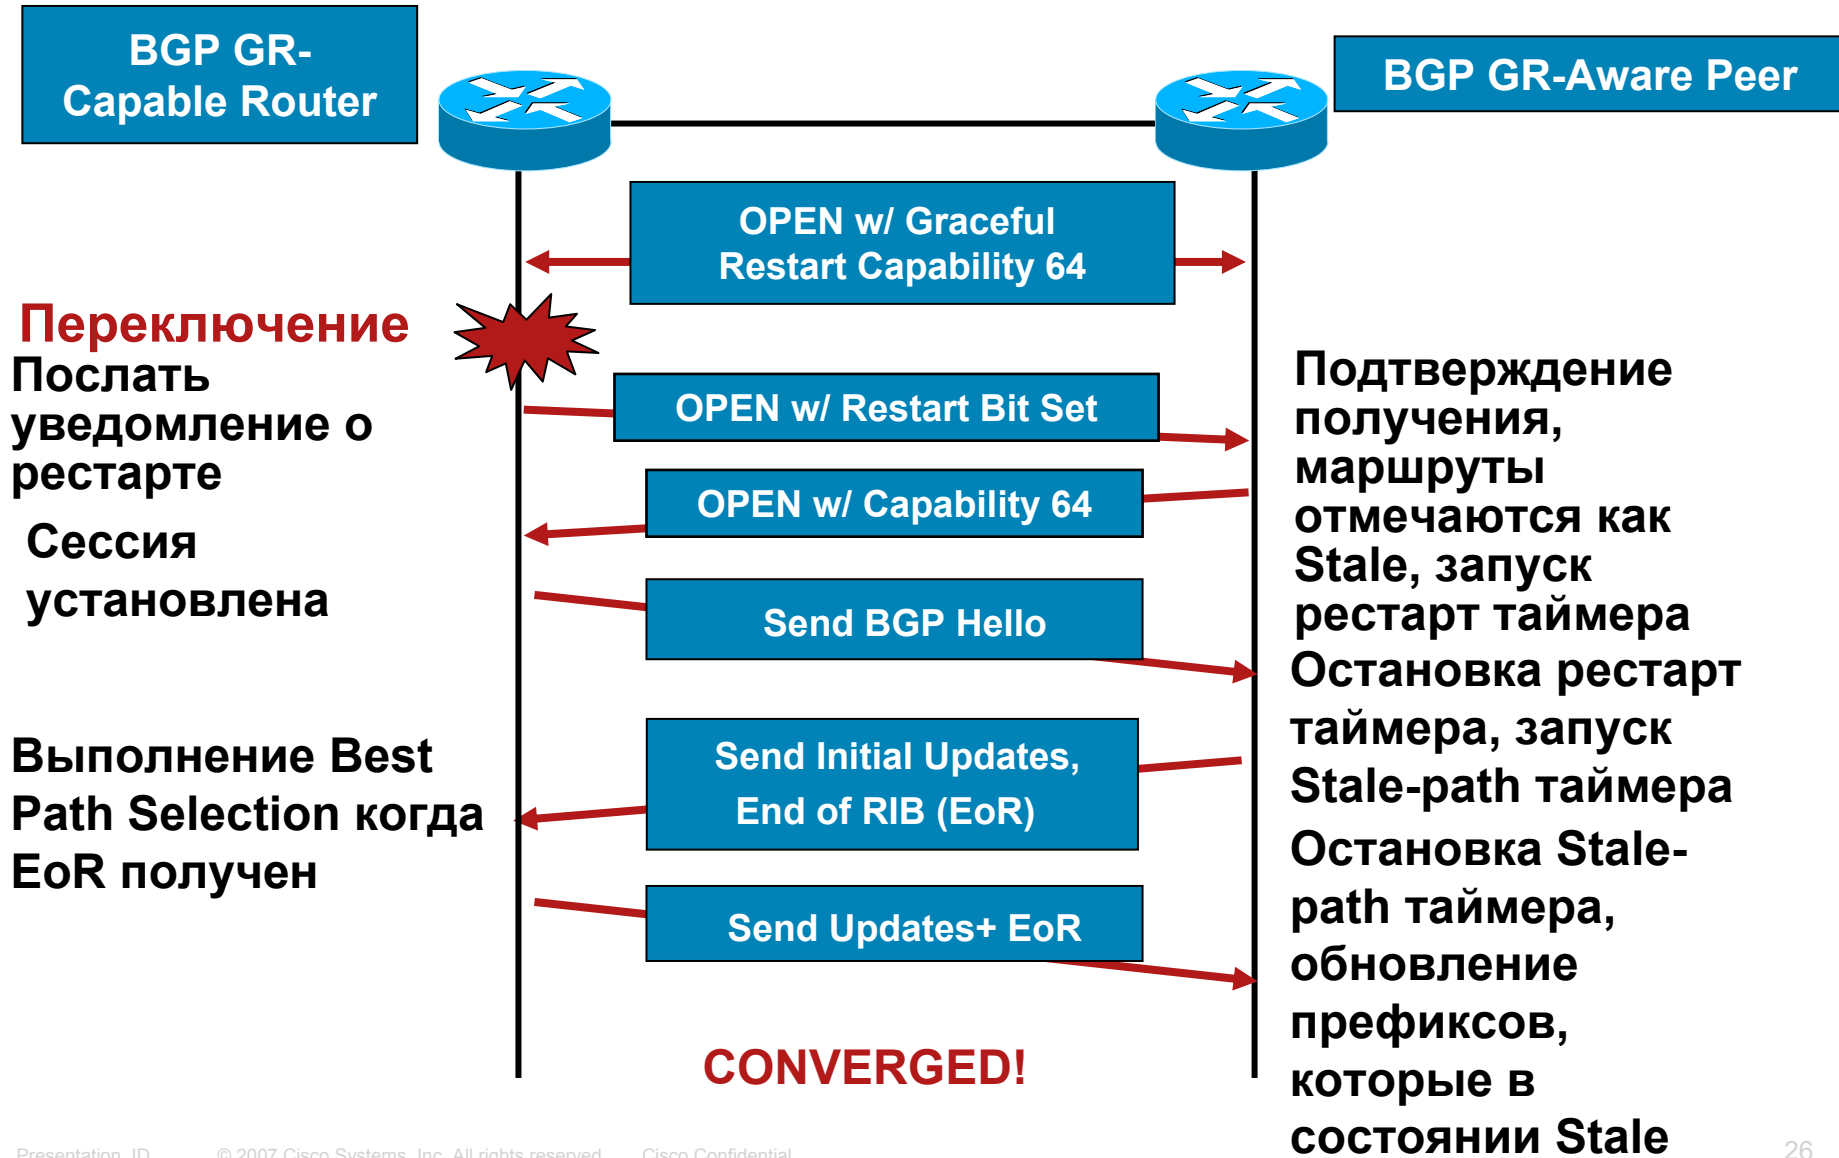 BGP GR-
Capable Router
BGP GR-Aware Peer
OPEN w/ Graceful
Restart Capability 64
Переключение
Послать
уведомление о
рестарте
OPEN w/ Restart Bit Set
Подтверждение
получения,
маршруты
отмечаются как
Stale, запуск
рестарт таймера
OPEN w/ Capability 64
Сессия
установлена
Send BGP Hello
Остановка рестарт
таймера, запуск
Stale-path таймера
Send Initial Updates,
End of RIB (EoR)
Выполнение Best
Path Selection когда
EoR получен
Send Updates+ EoR
Остановка Stale-
path таймера,
обновление
префиксов,
которые в
состоянии Stale
CONVERGED!
Presentation_ID © 2007 Cisco Systems, Inc. All rights reserved. Cisco Confidential 26